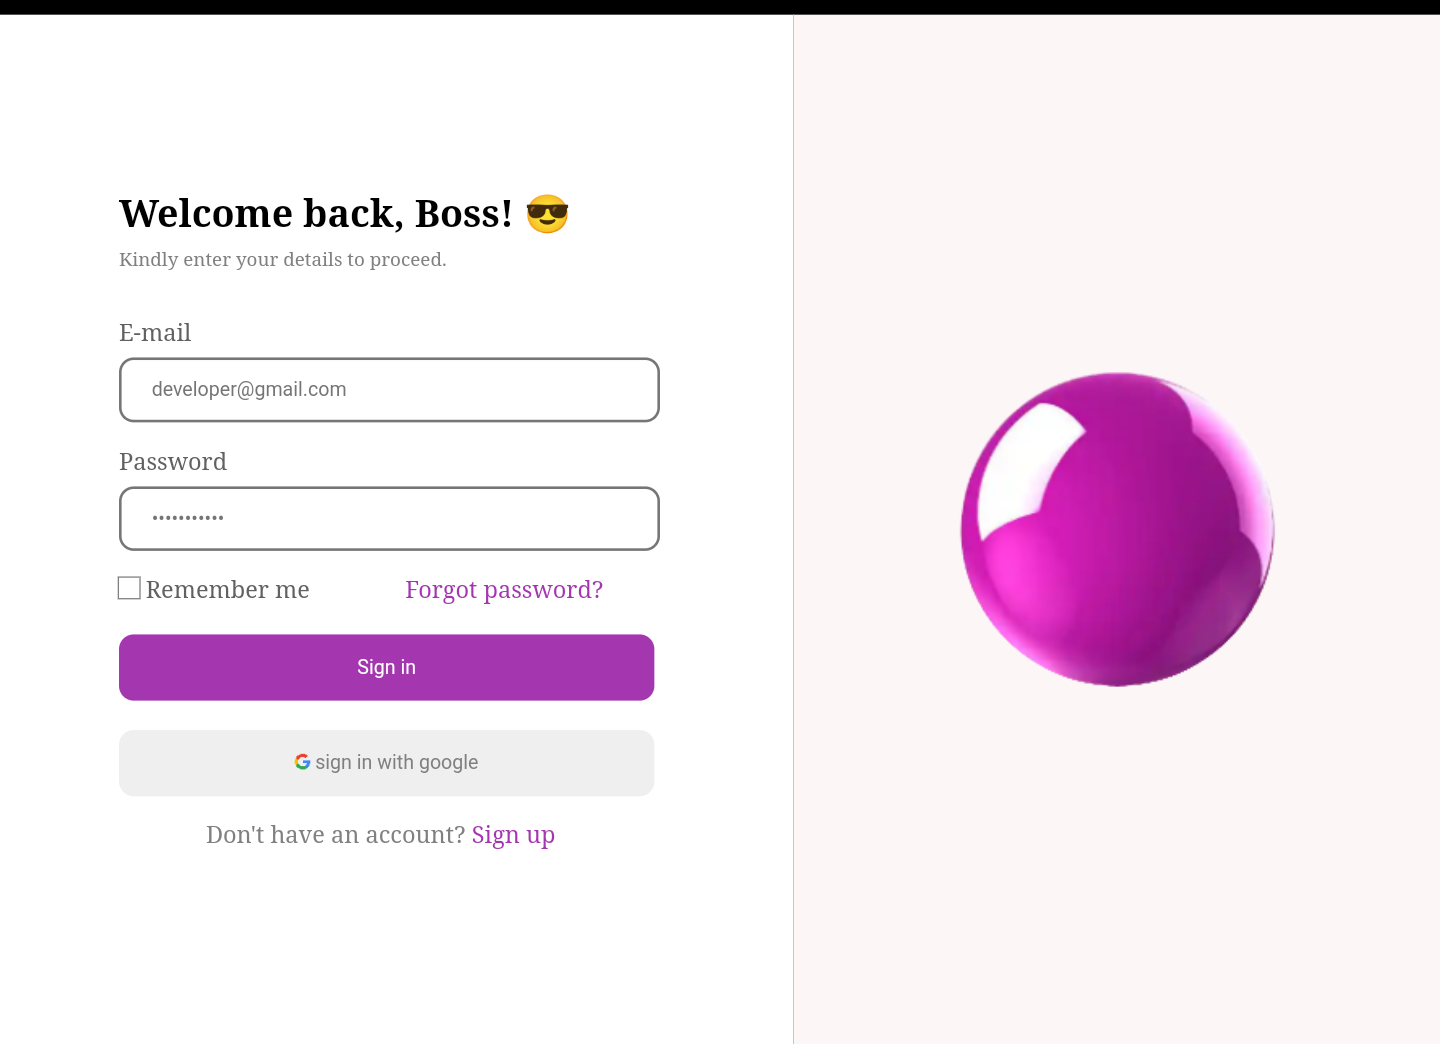 Welcome back, Boss! 😎
Kindly enter your details to proceed.
E-mail
developer@gmail.com
Password
•••••••••••
Remember me
Forgot password?
Sign in
sign in with google
Don't have an account? Sign up